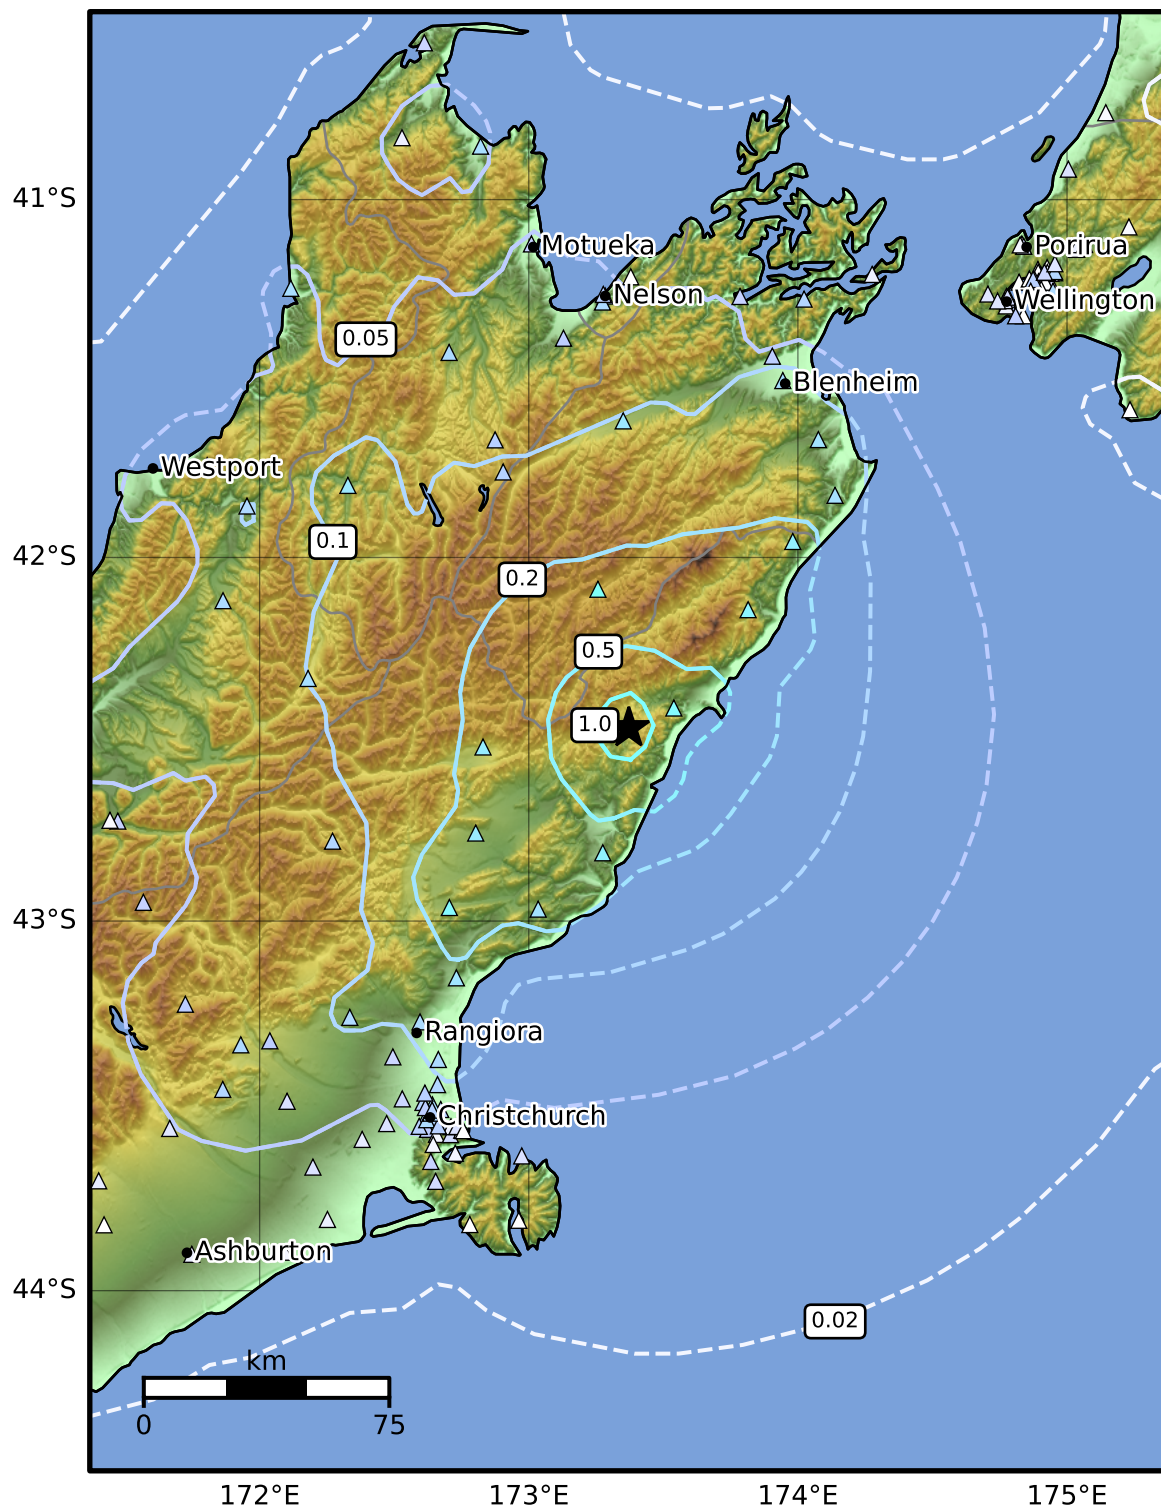 41°S
Motueka
Porirua
Nelson
Wellington
0.05
Blenheim
Westport
0.1
42°S
0.2
0.5
1.0
43°S
Rangiora
Christchurch
Ashburton
44°S
0.02
km
0 75
172°E 173°E 174°E 175°E